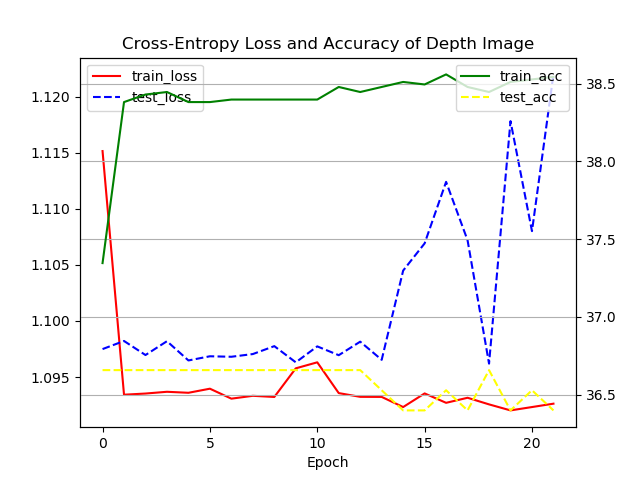 Cross-Entropy Loss and Accuracy of Depth Image
train_loss
test_loss
train_acc
test_acc
1.120
1.115
1.110
1.105
1.100
1.095
38.5
38.0
37.5
37.0
36.5
0 5 10 15 20
Epoch